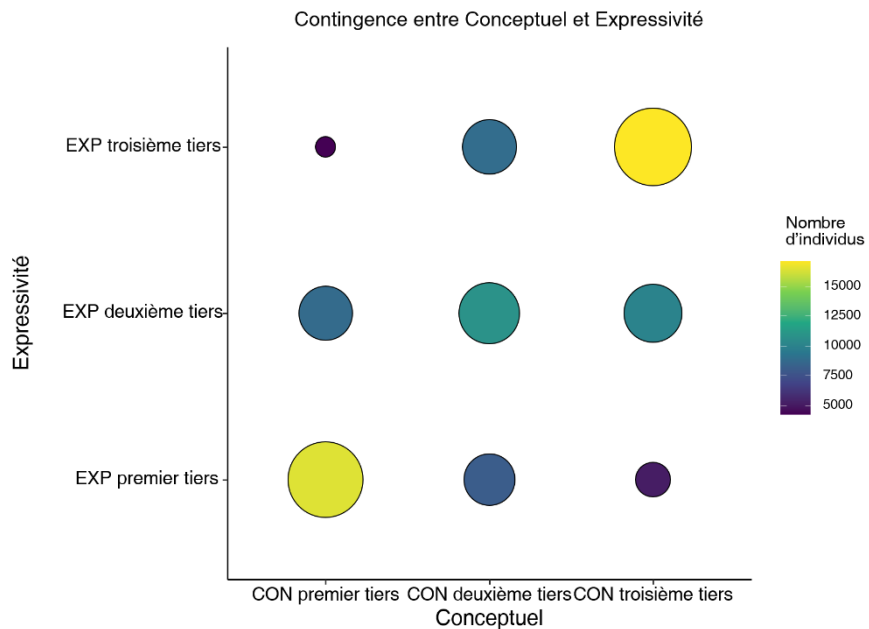 Contingence entre Conceptuel et Expressivité
EXP troisième tiers
EXP deuxième tiers
EXP premier tiers
Expressivité
CON premier tiers
CON deuxième tiers
CON troisième tiers
Conceptuel
Nombre
d'individus
15000
12500
10000
7500
5000